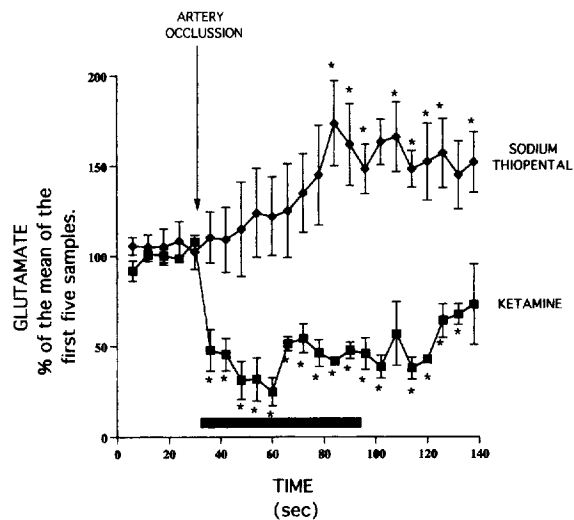 ARTERY
OCCLUSSION
200
150
100
50
0
0 20 40 60 80 100 120 140
GLUTAMATE
% of the mean of the
first five samples.
SODIUM
THIOPENTAL
KETAMINE
TIME
(sec)